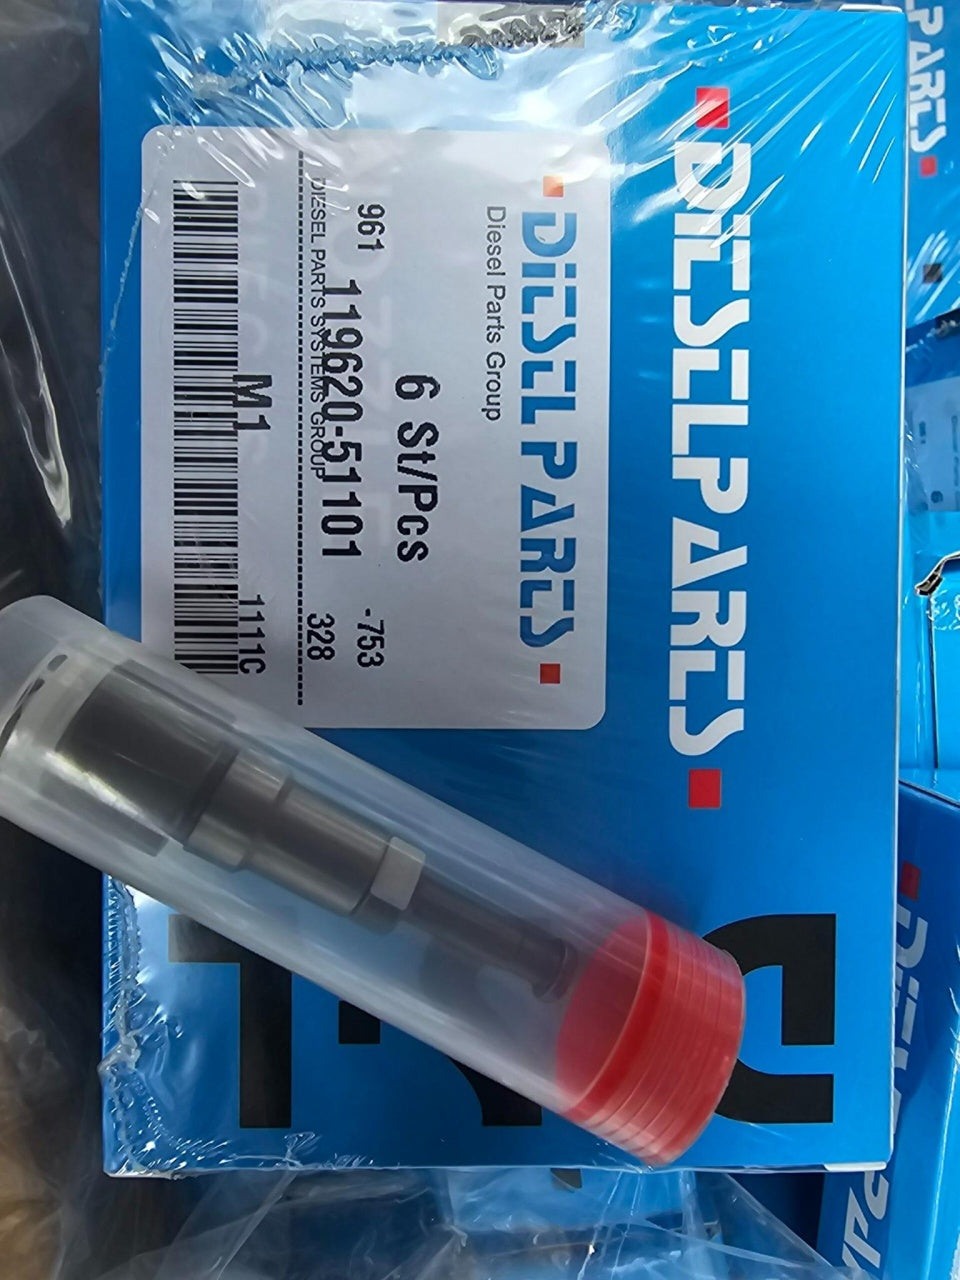 DIESEL PARTS
DIESEL PARTS
Diesel Parts Group
6 St/Pcs
961
-753
119620-51101
328
DIESEL PARTS SYSTEMS GROUP
M1
1111C